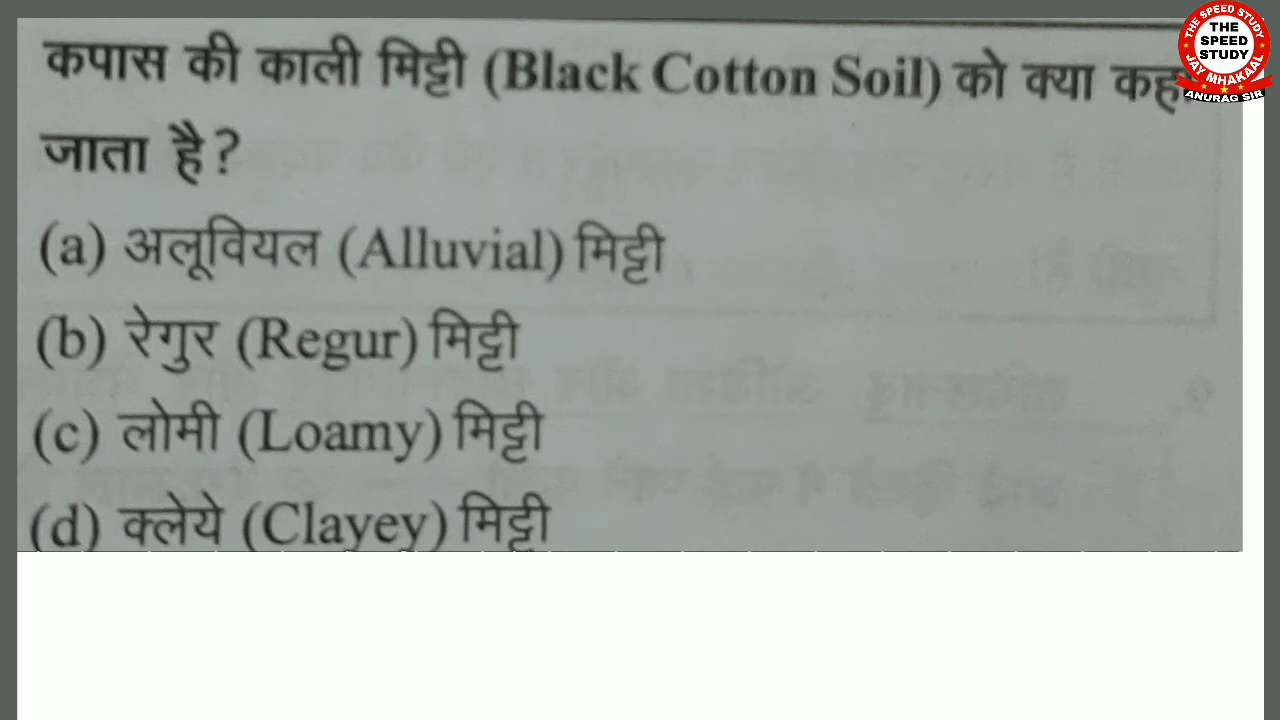 कपास की काली मिट्टी (Black Cotton Soil) को क्या कहा
जाता है?
(a) अलूवियल (Alluvial) मिट्टी
(b) रेगुर (Regur) मिट्टी
(c) लोमी (Loamy) मिट्टी
(d) क्लेये (Clayey) मिट्टी
THE SPEED STUDY
THE
SPEED
STUDY
JAY MHAKAAL
ANURAG SIR